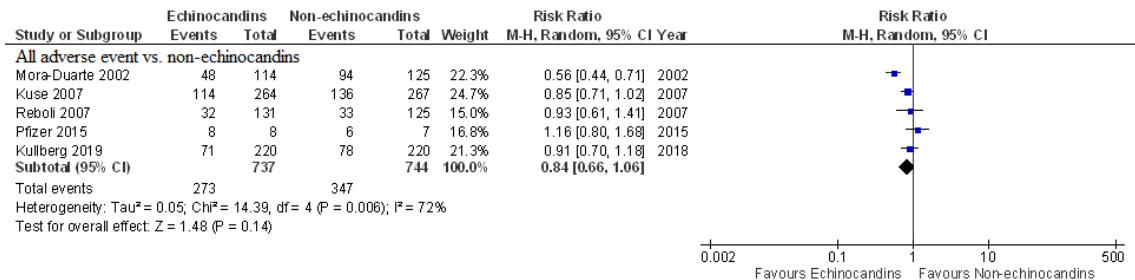 Echinocandins Non-echinocandins Risk Ratio Risk Ratio
Study or Subgroup Events Total Events Total Weight M-H, Random, 95% CI Year M-H, Random, 95% CI
All adverse event vs. non-echinocandins
Mora-Duarte 2002 48 114 94 125 22.3% 0.56 [0.44, 0.71] 2002
Kuse 2007 114 264 136 267 24.7% 0.85 [0.71, 1.02] 2007
Reboli 2007 32 131 33 125 15.0% 0.93 [0.61, 1.41] 2007
Pfizer 2015 8 8 6 7 16.8% 1.16 [0.80, 1.68] 2015
Kullberg 2019 71 220 78 220 21.3% 0.91 [0.70, 1.18] 2018
Subtotal (95% CI) 737 744 100.0% 0.84 [0.66, 1.06]
Total events 273 347
Heterogeneity: Tau² = 0.05; Chi² = 14.39, df = 4 (P = 0.006); I² = 72%
Test for overall effect: Z = 1.48 (P = 0.14)
0.002 0.1 1 10 500
Favours Echinocandins Favours Non-echinocandins